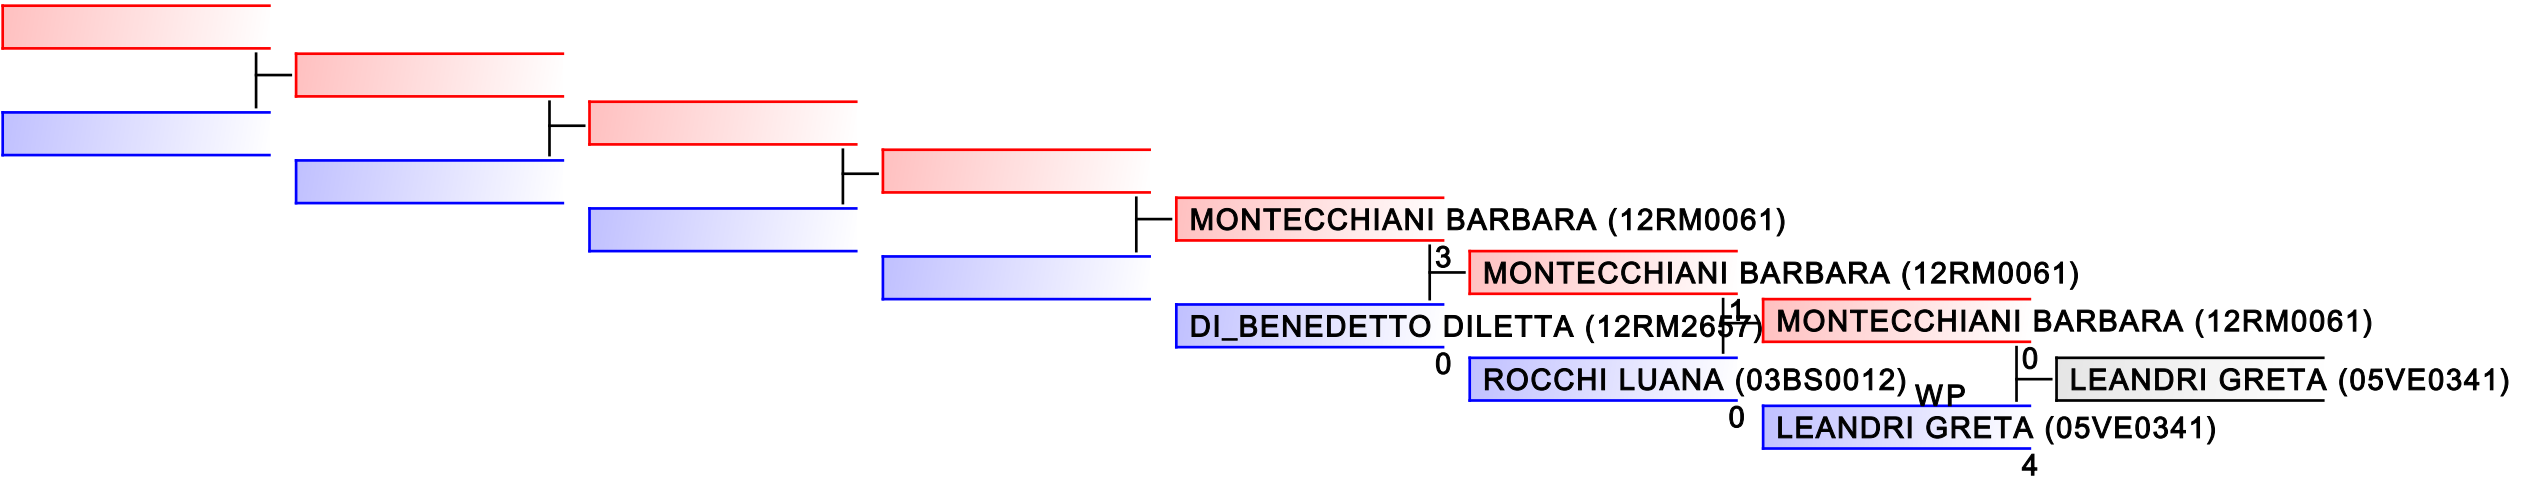 MONTECCHIANI BARBARA (12RM0061)
3
MONTECCHIANI BARBARA (12RM0061)
DI_BENEDETTO DILETTA (12RM2657)
0
1
MONTECCHIANI BARBARA (12RM0061)
ROCCHI LUANA (03BS0012)
0
WP
0
LEANDRI GRETA (05VE0341)
LEANDRI GRETA (05VE0341)
4